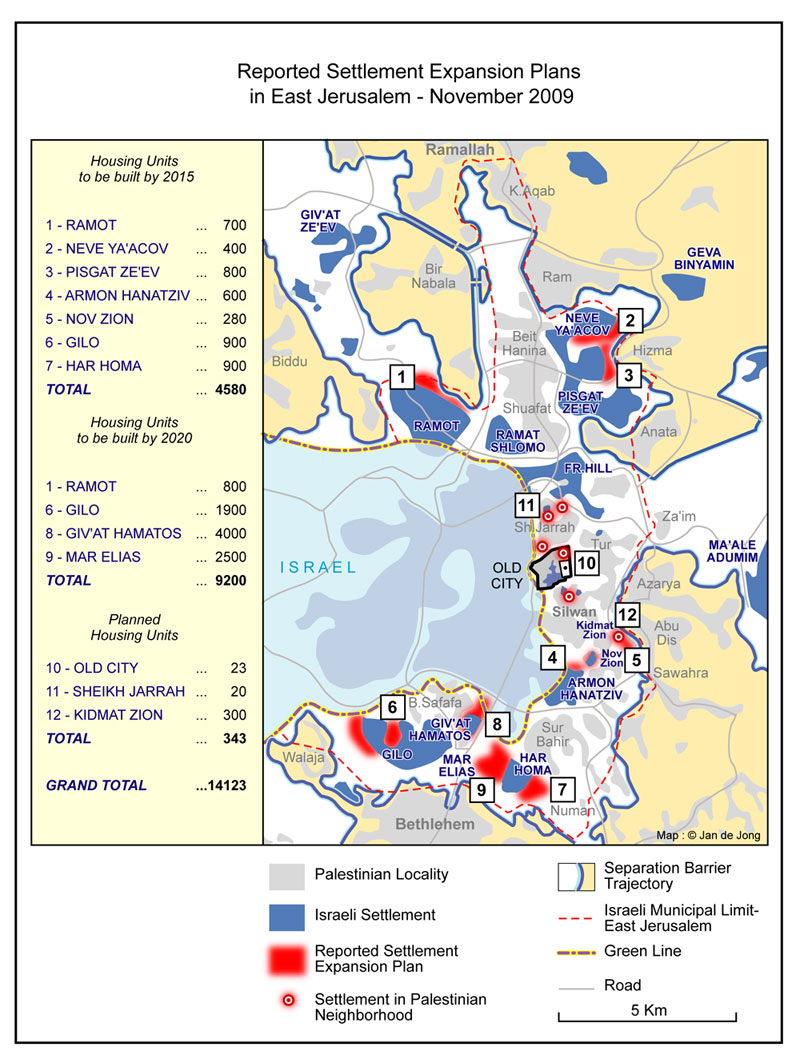 Reported Settlement Expansion Plans
in East Jerusalem - November 2009
Housing Units
to be built by 2015
1 - RAMOT ... 700
2 - NEVE YA'ACOV ... 400
3 - PISGAT ZE'EV ... 800
4 - ARMON HANATZIV ... 600
5 - NOV ZION ... 280
6 - GILO ... 900
7 - HAR HOMA ... 900
TOTAL ... 4580
Housing Units
to be built by 2020
1 - RAMOT ... 800
6 - GILO ... 1900
8 - GIV'AT HAMATOS ... 4000
9 - MAR ELIAS ... 2500
TOTAL ... 9200
Planned
Housing Units
10 - OLD CITY ... 23
11 - SHEIKH JARRAH ... 20
12 - KIDMAT ZION ... 300
TOTAL ... 343
GRAND TOTAL ...14123
Ramallah
K.Aqab
GIV'AT
ZE'EV
Bir
Nabala
Ram
GEVA
BINYAMIN
NEVE
YA'ACOV
2
Beit
Hanina
Hizma
Biddu
1
3
PISGAT
ZE'EV
Shuafat
RAMOT
RAMAT
SHLOMO
Anata
FR.HILL
11
Sh.Jarrah
Za'im
Tur
MA'ALE
ADUMIM
ISRAEL
OLD
CITY
10
Azarya
Silwan
12
Kidmat
Zion
Abu
Dis
4
Nov
Zion
5
Sawahra
ARMON
HANATZIV
6
B.Safafa
GIV'AT
HAMATOS
8
Sur
Bahir
Walaja
GILO
MAR
ELIAS
HAR
HOMA
9
7
Numan
Bethlehem
Map : © Jan de Jong
Palestinian Locality
Israeli Settlement
Reported Settlement
Expansion Plan
Settlement in Palestinian
Neighborhood
Separation Barrier
Trajectory
Israeli Municipal Limit-
East Jerusalem
Green Line
Road
5 Km